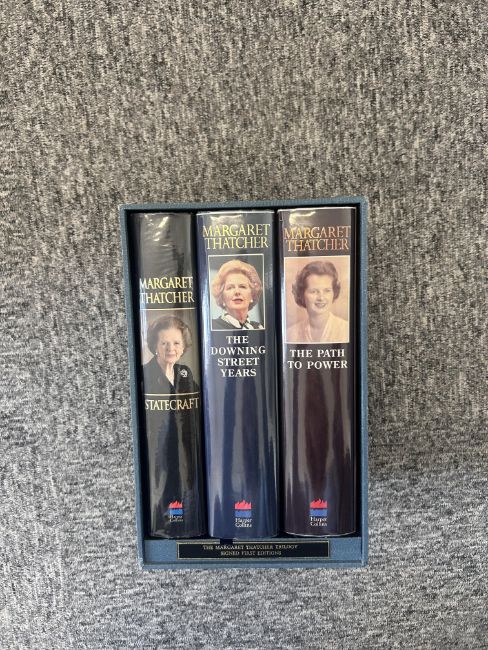 MARGARET
THATCHER
STATECRAFT
Harper
Collins
MARGARET
THATCHER
THE
DOWNING
STREET
YEARS
Harper
Collins
MARGARET
THATCHER
THE PATH
TO POWER
Harper
Collins
THE MARGARET THATCHER TRILOGY
SIGNED FIRST EDITIONS